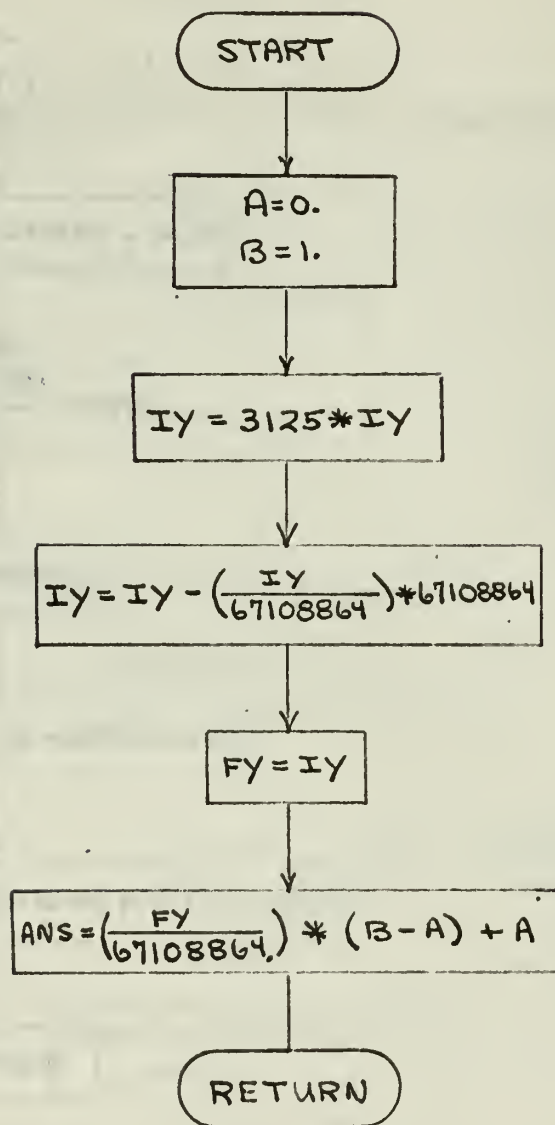 START
A=0.
B=1.
IY = 3125*IY
IY = IY - (IY/67108864)*67108864
FY = IY
ANS = (FY/67108864.) * (B-A) + A
RETURN